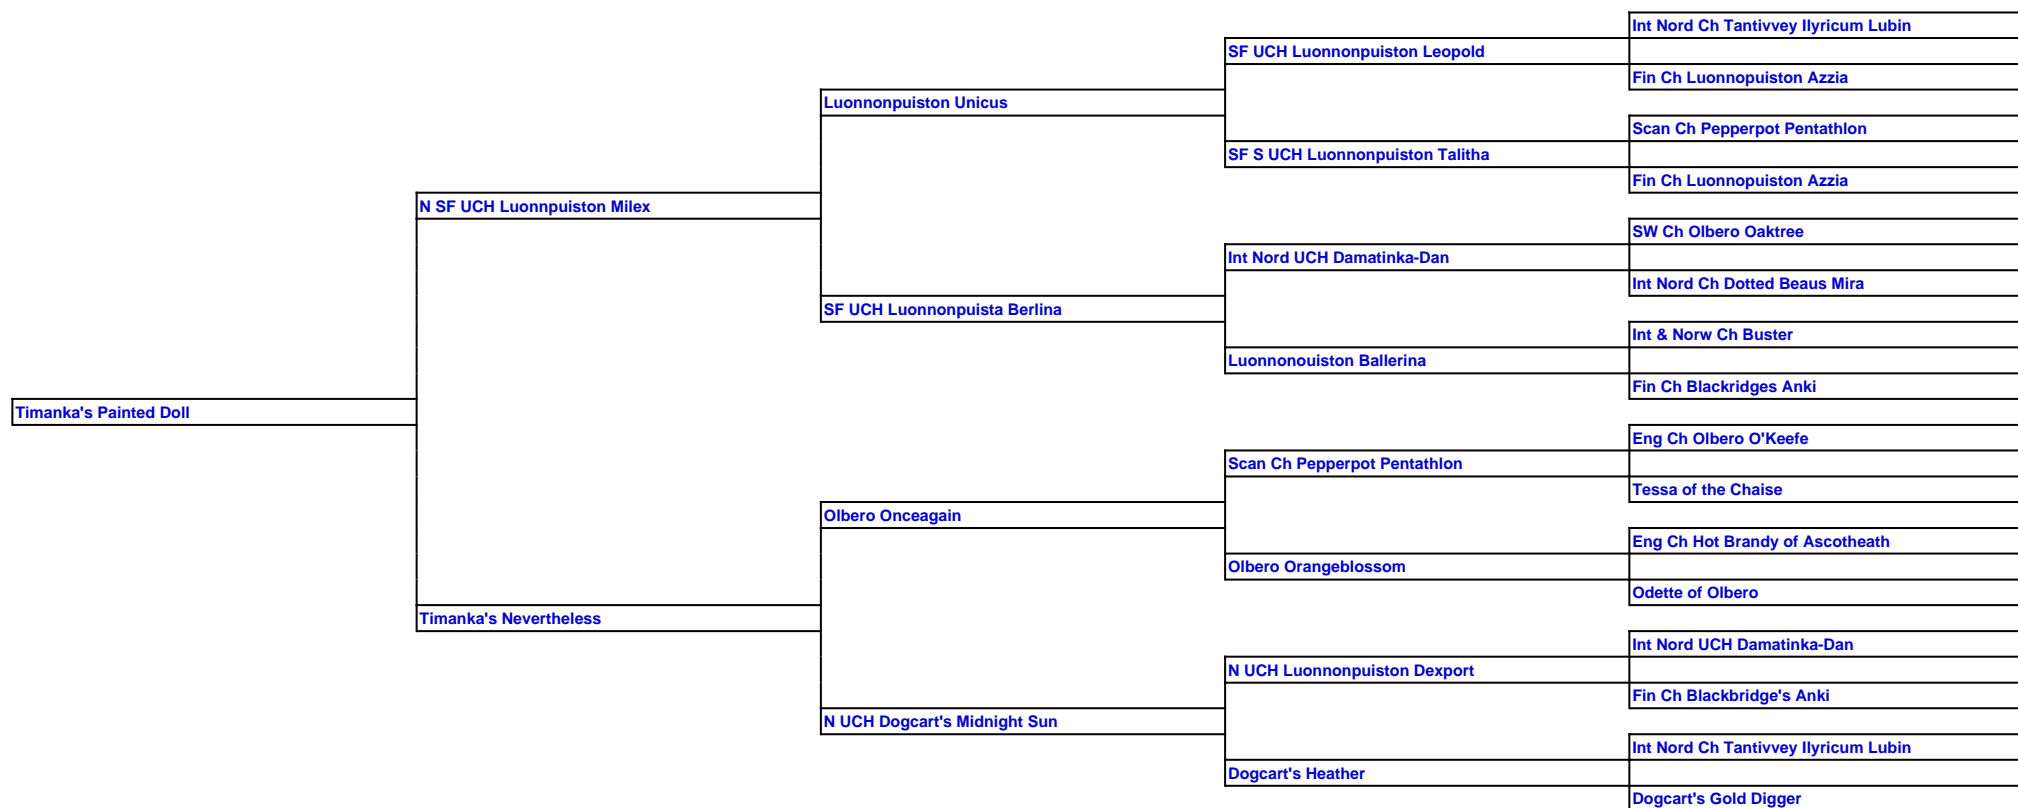 Int Nord Ch Tantivvey Ilyricum Lubin
SF UCH Luonnonpuiston Leopold
Fin Ch Luonnopuiston Azzia
Luonnonpuiston Unicus
Scan Ch Pepperpot Pentathlon
SF S UCH Luonnonpuiston Talitha
Fin Ch Luonnopuiston Azzia
N SF UCH Luonnpuiston Milex
SW Ch Olbero Oaktree
Int Nord UCH Damatinka-Dan
Int Nord Ch Dotted Beaus Mira
SF UCH Luonnonpuista Berlina
Int & Norw Ch Buster
Luonnonouiston Ballerina
Fin Ch Blackridges Anki
Timanka's Painted Doll
Eng Ch Olbero O'Keefe
Scan Ch Pepperpot Pentathlon
Tessa of the Chaise
Olbero Onceagain
Eng Ch Hot Brandy of Ascotheath
Olbero Orangeblossom
Odette of Olbero
Timanka's Nevertheless
Int Nord UCH Damatinka-Dan
N UCH Luonnonpuiston Dexport
Fin Ch Blackbridge's Anki
N UCH Dogcart's Midnight Sun
Int Nord Ch Tantivvey Ilyricum Lubin
Dogcart's Heather
Dogcart's Gold Digger